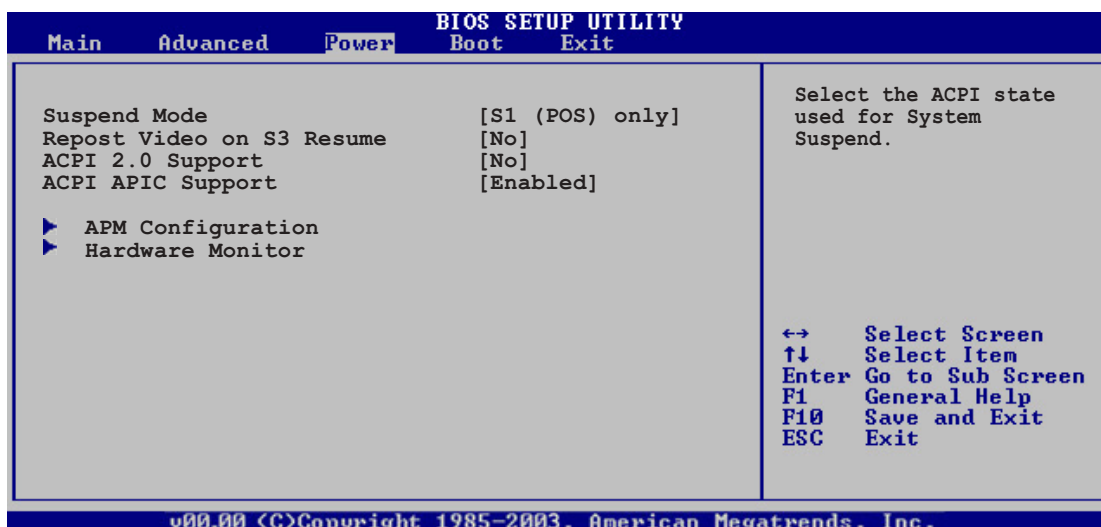 BIOS SETUP UTILITY
Main Advanced Power Boot Exit
Suspend Mode [S1 (POS) only]
Repost Video on S3 Resume [No]
ACPI 2.0 Support [No]
ACPI APIC Support [Enabled]
APM Configuration
Hardware Monitor
Select the ACPI state
used for System
Suspend.
←→ Select Screen
↑↓ Select Item
Enter Go to Sub Screen
F1 General Help
F10 Save and Exit
ESC Exit
v00.00 (C)Copyright 1985-2003, American Megatrends, Inc.